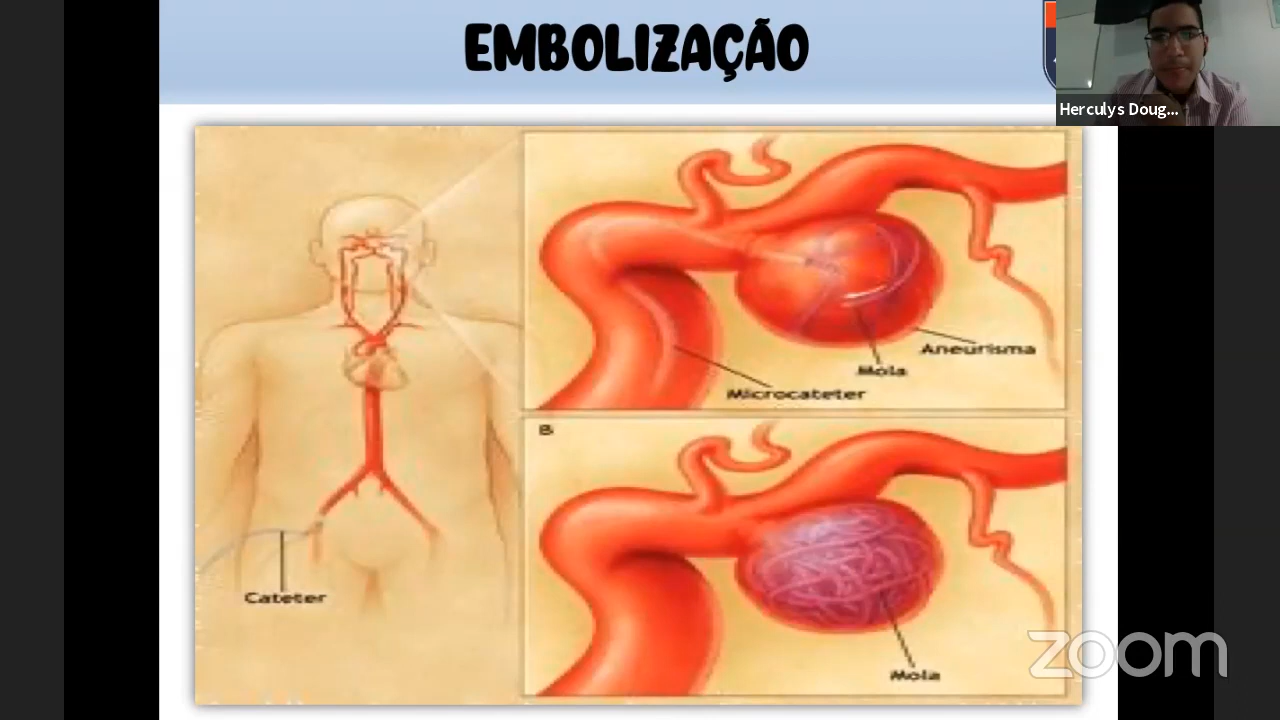 EMBOLIZAÇÃO
Herculys Doug...
Aneurisma
Mola
Microcateter
B
Cateter
Mola
zoom